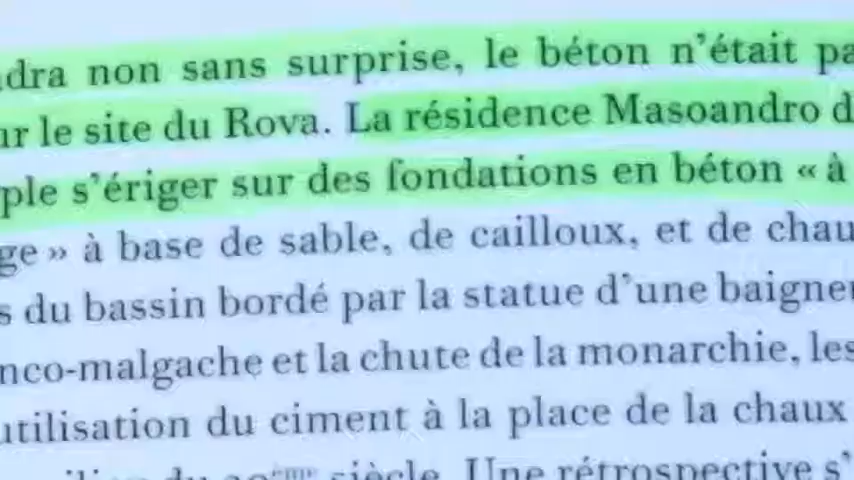 dra non sans surprise, le béton n'était pa
ur le site du Rova. La résidence Masoandro d
ple s'ériger sur des fondations en béton « à
ge » à base de sable, de cailloux, et de chau
s du bassin bordé par la statue d'une baigne
nco-malgache et la chute de la monarchie, les
utilisation du ciment à la place de la chaux
du siècle. Une rétrospective s'